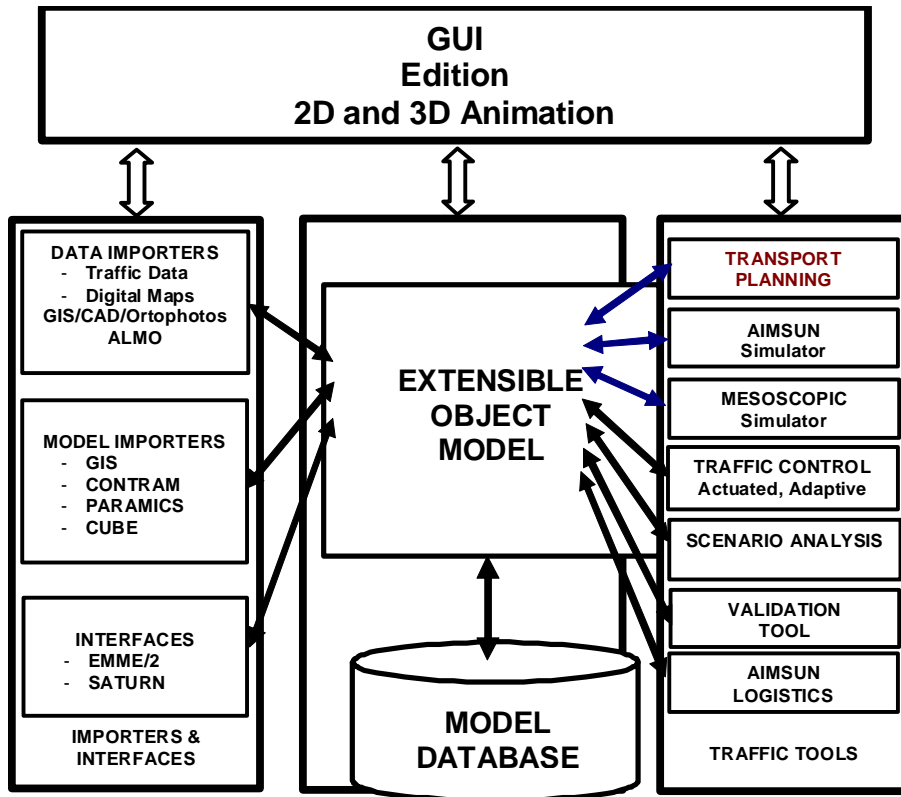 GUI
Edition
2D and 3D Animation
DATA IMPORTERS
- Traffic Data
- Digital Maps
GIS/CAD/Ortophotos
ALMO
MODEL IMPORTERS
- GIS
- CONTRAM
- PARAMICS
- CUBE
INTERFACES
- EMME/2
- SATURN
IMPORTERS &
INTERFACES
EXTENSIBLE
OBJECT
MODEL
MODEL
DATABASE
TRANSPORT
PLANNING
AIMSUN
Simulator
MESOSCOPIC
Simulator
TRAFFIC CONTROL
Actuated, Adaptive
SCENARIO ANALYSIS
VALIDATION
TOOL
AIMSUN
LOGISTICS
TRAFFIC TOOLS